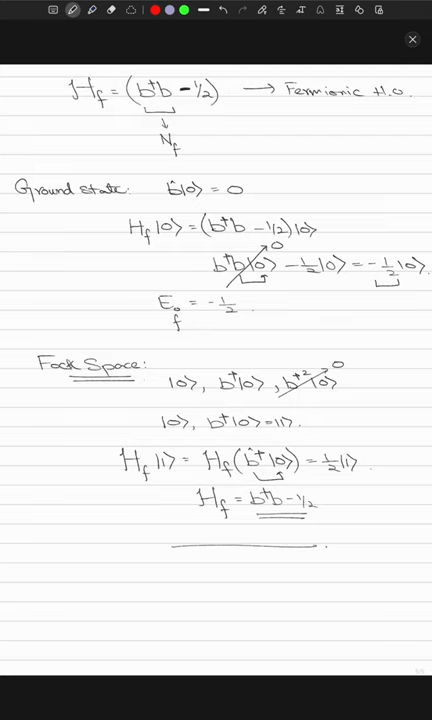 H_f = (b†b - 1/2) → Fermionic H.O.
↓
N_f
Ground state: b̂|0⟩ = 0
H_f|0⟩ = (b†b - 1/2)|0⟩
b†b|0⟩ 0 - 1/2|0⟩ = -1/2|0⟩.
E_0f = -1/2.
Fock Space:
|0⟩, b†|0⟩, b†²|0⟩ 0
|0⟩, b†|0⟩ = |1⟩.
H_f|1⟩ = H_f(b̂†|0⟩) = 1/2|1⟩.
H_f = b†b - 1/2